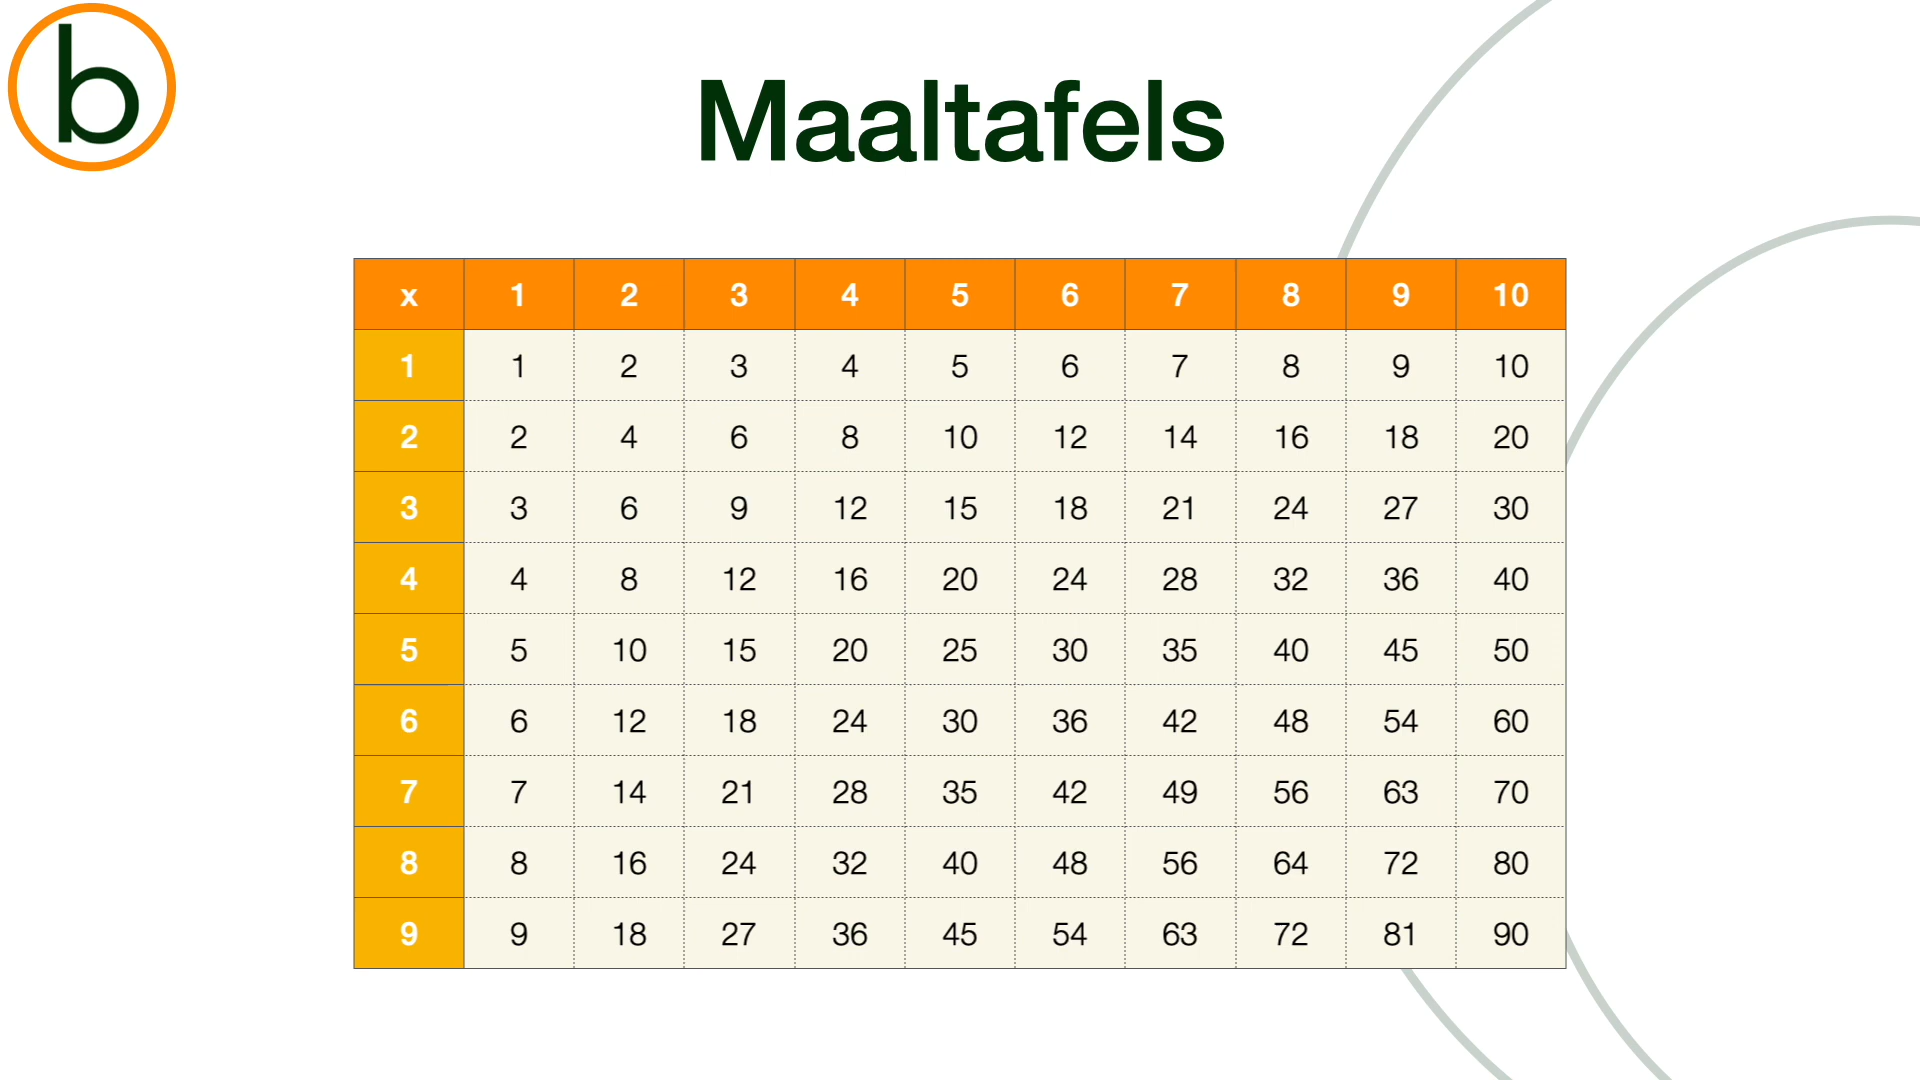 b
Maaltafels
x 1 2 3 4 5 6 7 8 9 10
1 1 2 3 4 5 6 7 8 9 10
2 2 4 6 8 10 12 14 16 18 20
3 3 6 9 12 15 18 21 24 27 30
4 4 8 12 16 20 24 28 32 36 40
5 5 10 15 20 25 30 35 40 45 50
6 6 12 18 24 30 36 42 48 54 60
7 7 14 21 28 35 42 49 56 63 70
8 8 16 24 32 40 48 56 64 72 80
9 9 18 27 36 45 54 63 72 81 90